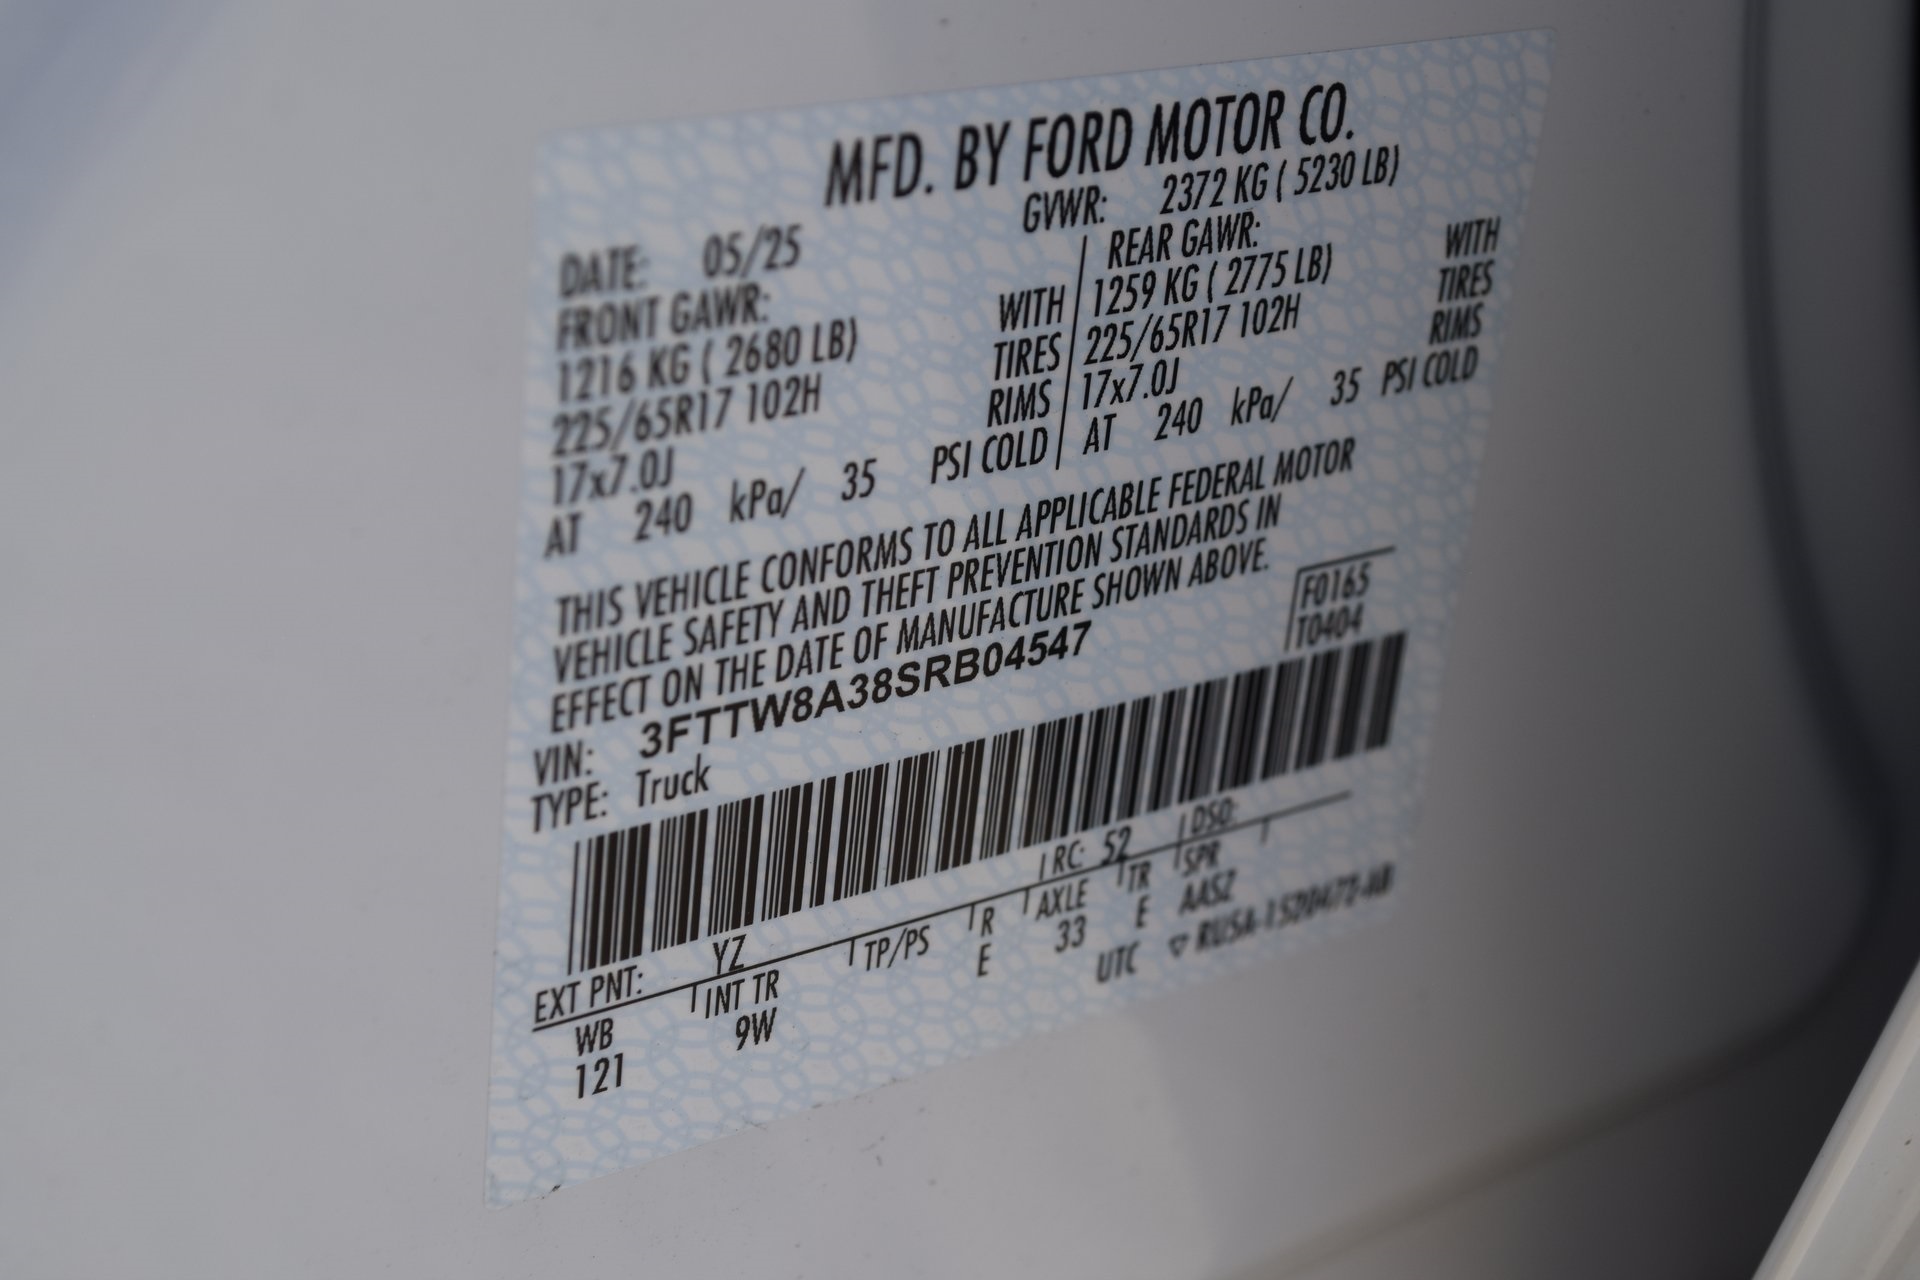 MFD. BY FORD MOTOR CO.
DATE: 05/25 GVWR: 2372 KG ( 5230 LB)
FRONT GAWR: REAR GAWR:
1216 KG ( 2680 LB) WITH 1259 KG ( 2775 LB) WITH
225/65R17 102H TIRES 225/65R17 102H TIRES
17x7.0J RIMS 17x7.0J RIMS
AT 240 kPa/ 35 PSI COLD AT 240 kPa/ 35 PSI COLD
THIS VEHICLE CONFORMS TO ALL APPLICABLE FEDERAL MOTOR
VEHICLE SAFETY AND THEFT PREVENTION STANDARDS IN
EFFECT ON THE DATE OF MANUFACTURE SHOWN ABOVE.
VIN: 3FTTW8A38SRB04547 F0165
TYPE: Truck T0404
EXT PNT: YZ RC: 52 DSO:
WB INT TR TP/PS R AXLE TR SPR
121 9W E 33 E AASZ
UTC